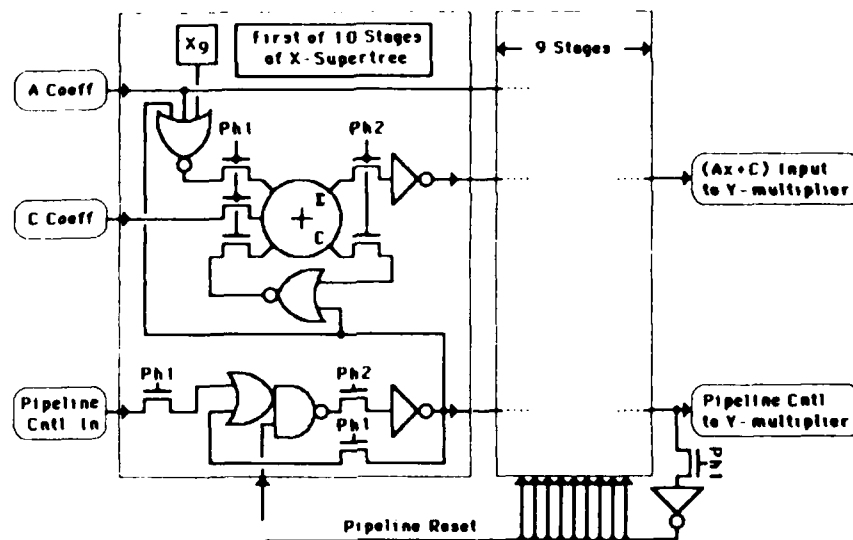 X9
First of 10 Stages
of X-Supertree
9 Stages
A Coeff
Ph1
Ph2
(Ax+C) Input
to Y-multiplier
Σ
C Coeff
+
C
Ph1
Ph2
Pipeline
Cntl In
Ph1
Pipeline Cntl
to Y-multiplier
Ph1
Pipeline Reset